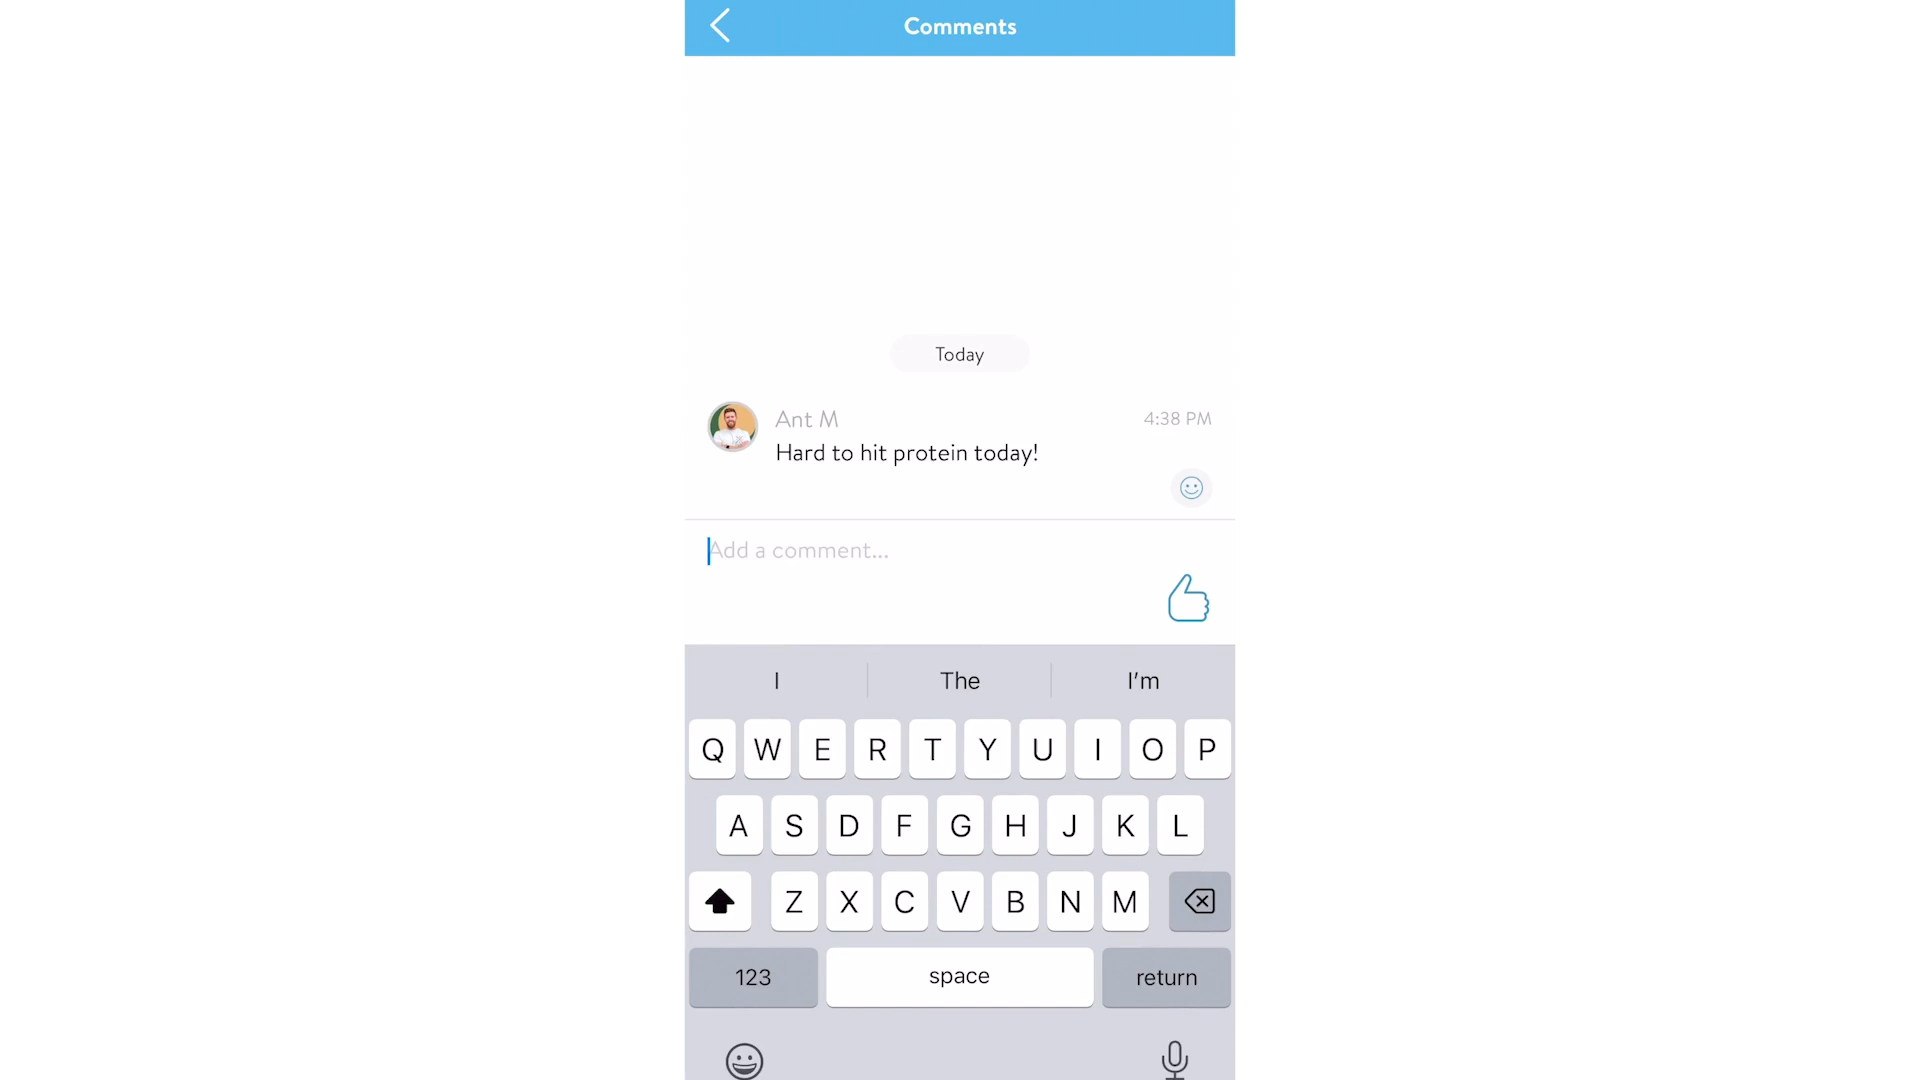 Comments
Today
Ant M 4:38 PM
Hard to hit protein today!
Add a comment...
I The I'm
Q W E R T Y U I O P
A S D F G H J K L
Z X C V B N M
123 space return